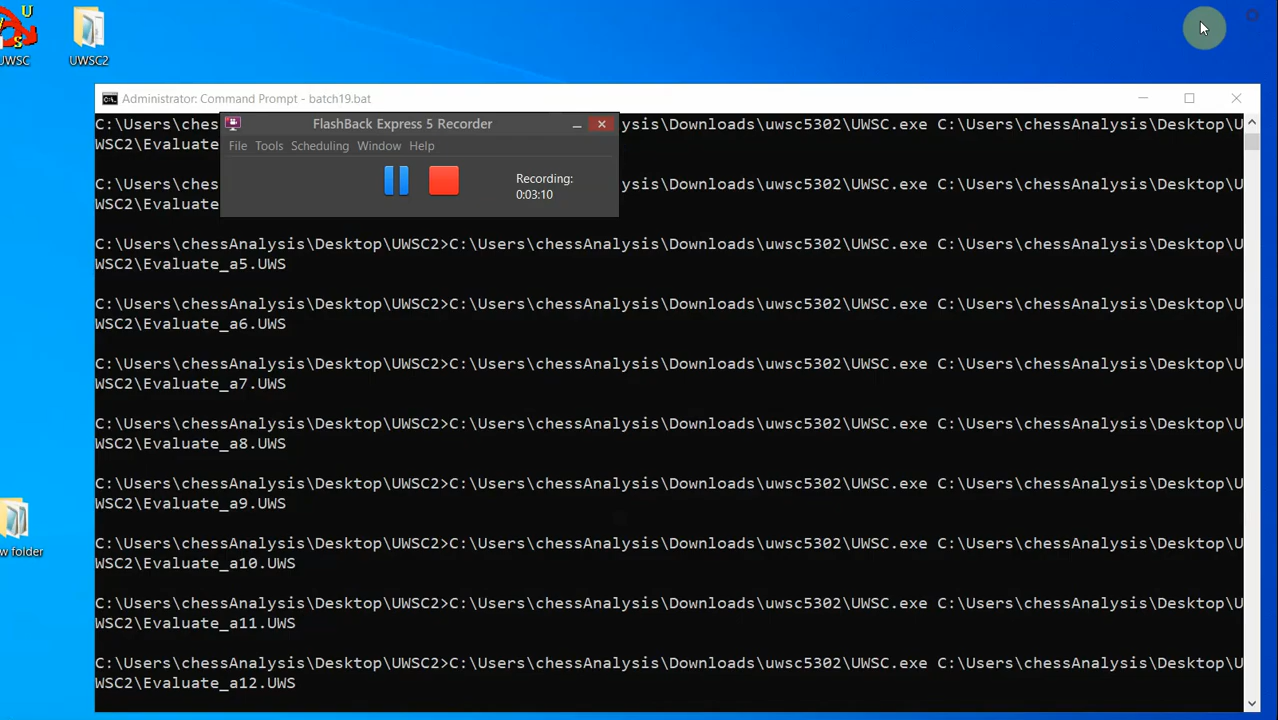 U
S
UWSC
UWSC2
Administrator: Command Prompt - batch19.bat
C:\Users\ches
ysis\Downloads\uwsc5302\UWSC.exe C:\Users\chessAnalysis\Desktop\U
WSC2\Evaluate
FlashBack Express 5 Recorder
File Tools Scheduling Window Help
Recording:
0:03:10
C:\Users\ches
ysis\Downloads\uwsc5302\UWSC.exe C:\Users\chessAnalysis\Desktop\U
WSC2\Evaluate
C:\Users\chessAnalysis\Desktop\UWSC2>C:\Users\chessAnalysis\Downloads\uwsc5302\UWSC.exe C:\Users\chessAnalysis\Desktop\U
WSC2\Evaluate_a5.UWS
C:\Users\chessAnalysis\Desktop\UWSC2>C:\Users\chessAnalysis\Downloads\uwsc5302\UWSC.exe C:\Users\chessAnalysis\Desktop\U
WSC2\Evaluate_a6.UWS
C:\Users\chessAnalysis\Desktop\UWSC2>C:\Users\chessAnalysis\Downloads\uwsc5302\UWSC.exe C:\Users\chessAnalysis\Desktop\U
WSC2\Evaluate_a7.UWS
C:\Users\chessAnalysis\Desktop\UWSC2>C:\Users\chessAnalysis\Downloads\uwsc5302\UWSC.exe C:\Users\chessAnalysis\Desktop\U
WSC2\Evaluate_a8.UWS
C:\Users\chessAnalysis\Desktop\UWSC2>C:\Users\chessAnalysis\Downloads\uwsc5302\UWSC.exe C:\Users\chessAnalysis\Desktop\U
WSC2\Evaluate_a9.UWS
w folder
C:\Users\chessAnalysis\Desktop\UWSC2>C:\Users\chessAnalysis\Downloads\uwsc5302\UWSC.exe C:\Users\chessAnalysis\Desktop\U
WSC2\Evaluate_a10.UWS
C:\Users\chessAnalysis\Desktop\UWSC2>C:\Users\chessAnalysis\Downloads\uwsc5302\UWSC.exe C:\Users\chessAnalysis\Desktop\U
WSC2\Evaluate_a11.UWS
C:\Users\chessAnalysis\Desktop\UWSC2>C:\Users\chessAnalysis\Downloads\uwsc5302\UWSC.exe C:\Users\chessAnalysis\Desktop\U
WSC2\Evaluate_a12.UWS